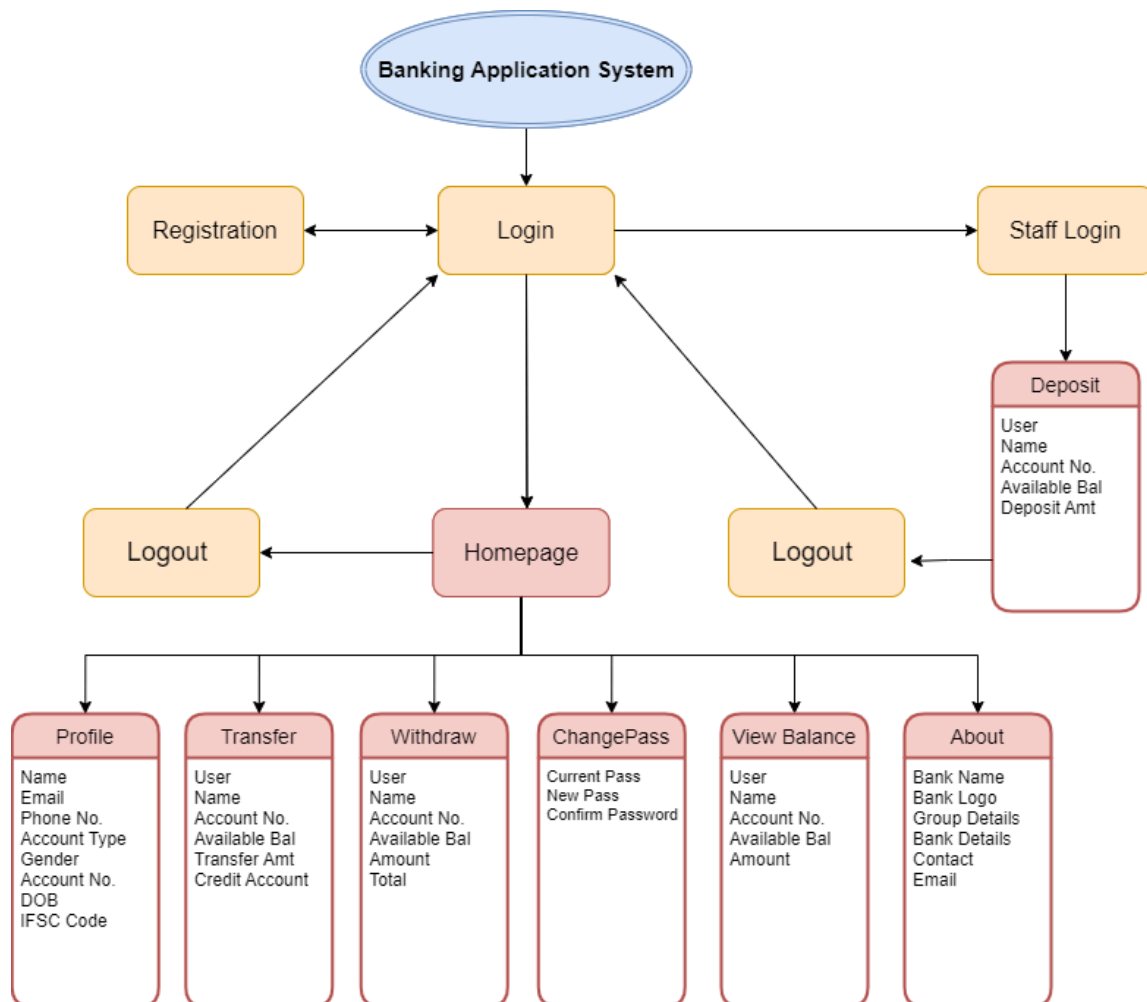 Banking Application System
Registration
Login
Staff Login
Deposit
User
Name
Account No.
Available Bal
Deposit Amt
Logout
Homepage
Logout
Profile
Name
Email
Phone No.
Account Type
Gender
Account No.
DOB
IFSC Code
Transfer
User
Name
Account No.
Available Bal
Transfer Amt
Credit Account
Withdraw
User
Name
Account No.
Available Bal
Amount
Total
ChangePass
Current Pass
New Pass
Confirm Password
View Balance
User
Name
Account No.
Available Bal
Amount
About
Bank Name
Bank Logo
Group Details
Bank Details
Contact
Email